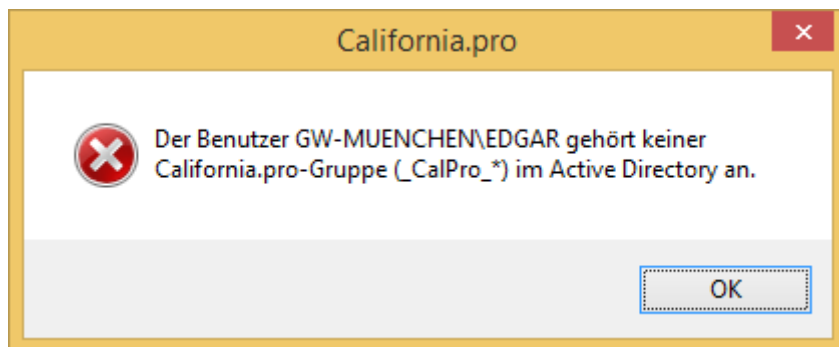 California.pro
Der Benutzer GW-MUENCHEN\EDGAR gehört keiner
California.pro-Gruppe (_CalPro_*) im Active Directory an.
OK